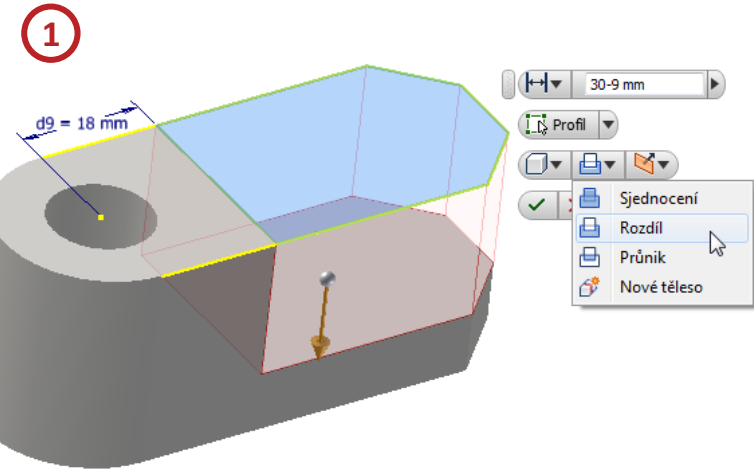 1
d9 = 18 mm
30-9 mm
Profil
Sjednocení
Rozdíl
Průnik
Nové těleso